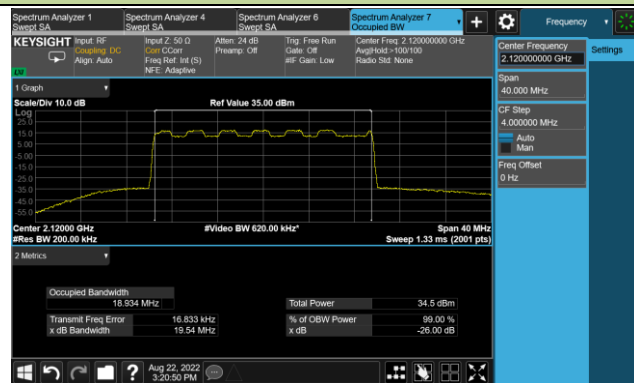 Spectrum Analyzer 1
Swept SA
Spectrum Analyzer 4
Swept SA
Spectrum Analyzer 6
Swept SA
Spectrum Analyzer 7
Occupied BW
Frequency
KEYSIGHT
Input: RF
Coupling: DC
Align: Auto
Input Z: 50 Ω
Corr CCorr
Freq Ref: Int (S)
NFE: Adaptive
Atten: 24 dB
Preamp: Off
Trig: Free Run
Gate: Off
#IF Gain: Low
Center Freq: 2.120000000 GHz
Avg|Hold:>100/100
Radio Std: None
Center Frequency
2.120000000 GHz
Settings
Span
40.000 MHz
CF Step
4.000000 MHz
Auto
Man
Freq Offset
0 Hz
1 Graph
Scale/Div 10.0 dB
Ref Value 35.00 dBm
Log
25.0
15.0
5.00
-5.00
-15.0
-25.0
-35.0
-45.0
-55.0
Center 2.12000 GHz
#Res BW 200.00 kHz
#Video BW 620.00 kHz*
Span 40 MHz
Sweep 1.33 ms (2001 pts)
2 Metrics
Occupied Bandwidth
18.934 MHz
Total Power 34.5 dBm
Transmit Freq Error 16.833 kHz
% of OBW Power 99.00 %
x dB Bandwidth 19.54 MHz
x dB -26.00 dB
Aug 22, 2022
3:20:50 PM